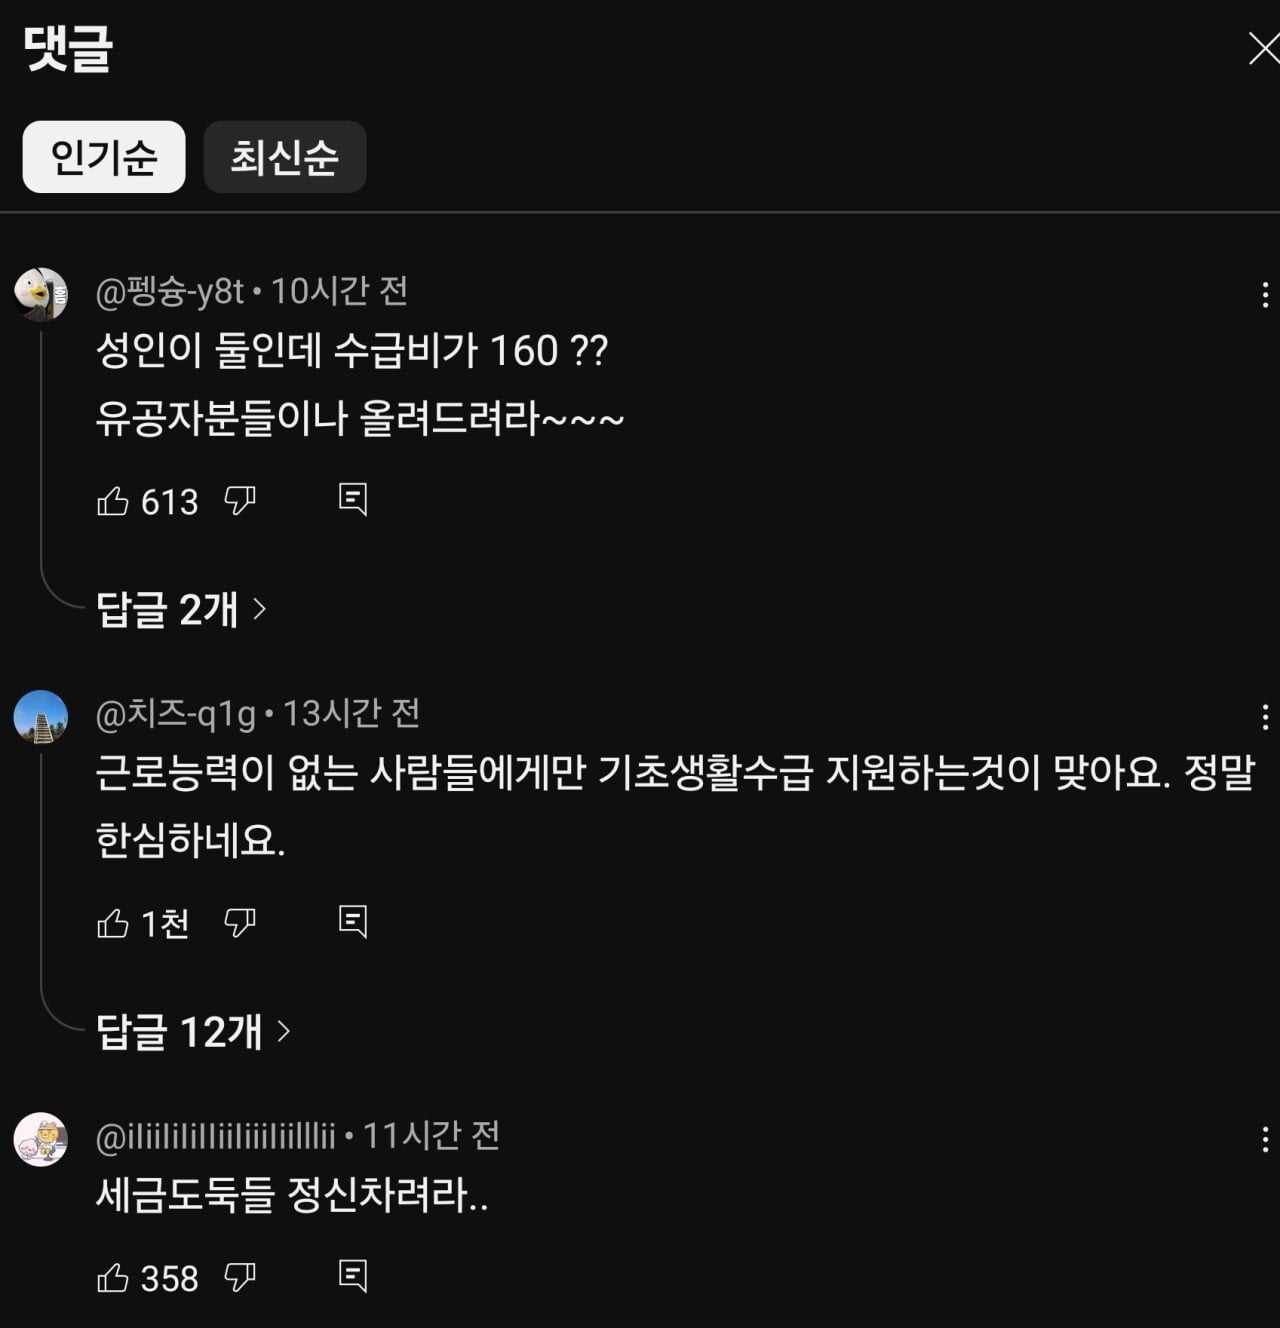 댓글
인기순 최신순
@펭슝-y8t • 10시간 전
성인이 둘인데 수급비가 160 ??
유공자분들이나 올려드려라~~~
613
답글 2개
@치즈-q1g • 13시간 전
근로능력이 없는 사람들에게만 기초생활수급 지원하는것이 맞아요. 정말
한심하네요.
1천
답글 12개
11시간 전
세금도둑들 정신차려라..
358